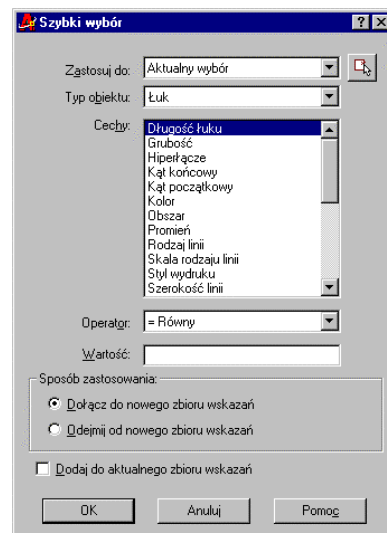 Szybki wybór
Zastosuj do: Aktualny wybór
Typ obiektu: Łuk
Cechy: Długość łuku
Grubość
Hiperłącze
Kąt końcowy
Kąt początkowy
Kolor
Obszar
Promień
Rodzaj linii
Skala rodzaju linii
Styl wydruku
Szerokość linii
Operator: = Równy
Wartość:
Sposób zastosowania:
Dołącz do nowego zbioru wskazań
Odejmij od nowego zbioru wskazań
Dodaj do aktualnego zbioru wskazań
OK Anuluj Pomoc